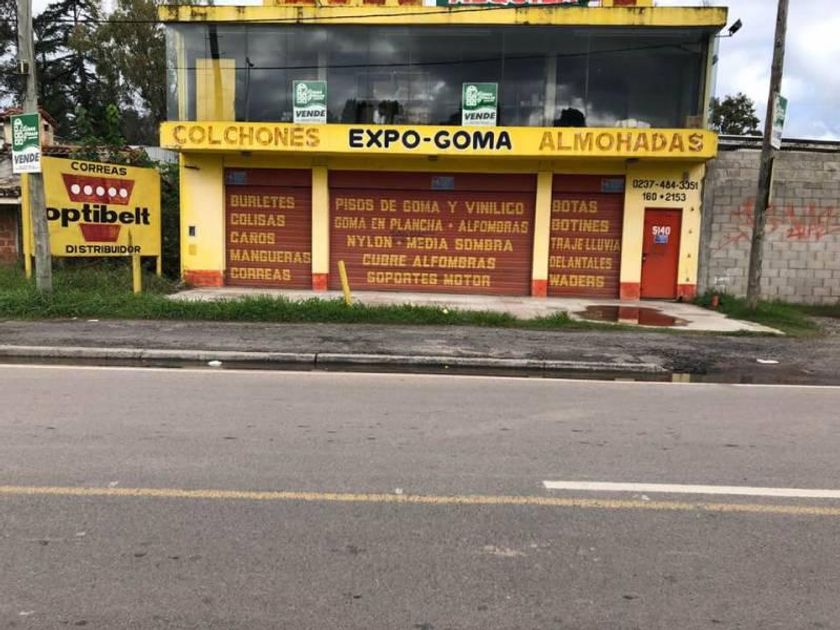 VENDE
VENDE
VENDE
COLCHONES EXPO-GOMA ALMOHADAS
CORREAS
optibelt
DISTRIBUIDOR
BURLETES
COLISAS
CAÑOS
MANGUERAS
CORREAS
PISOS DE GOMA Y VINILICO
GOMA EN PLANCHA - ALFOMBRAS
NYLON - MEDIA SOMBRA
CUBRE ALFOMBRAS
SOPORTES MOTOR
BOTAS
BOTINES
TRAJE LLUVIA
DELANTALES
WADERS
0237-484-3351
160 * 2153
5140